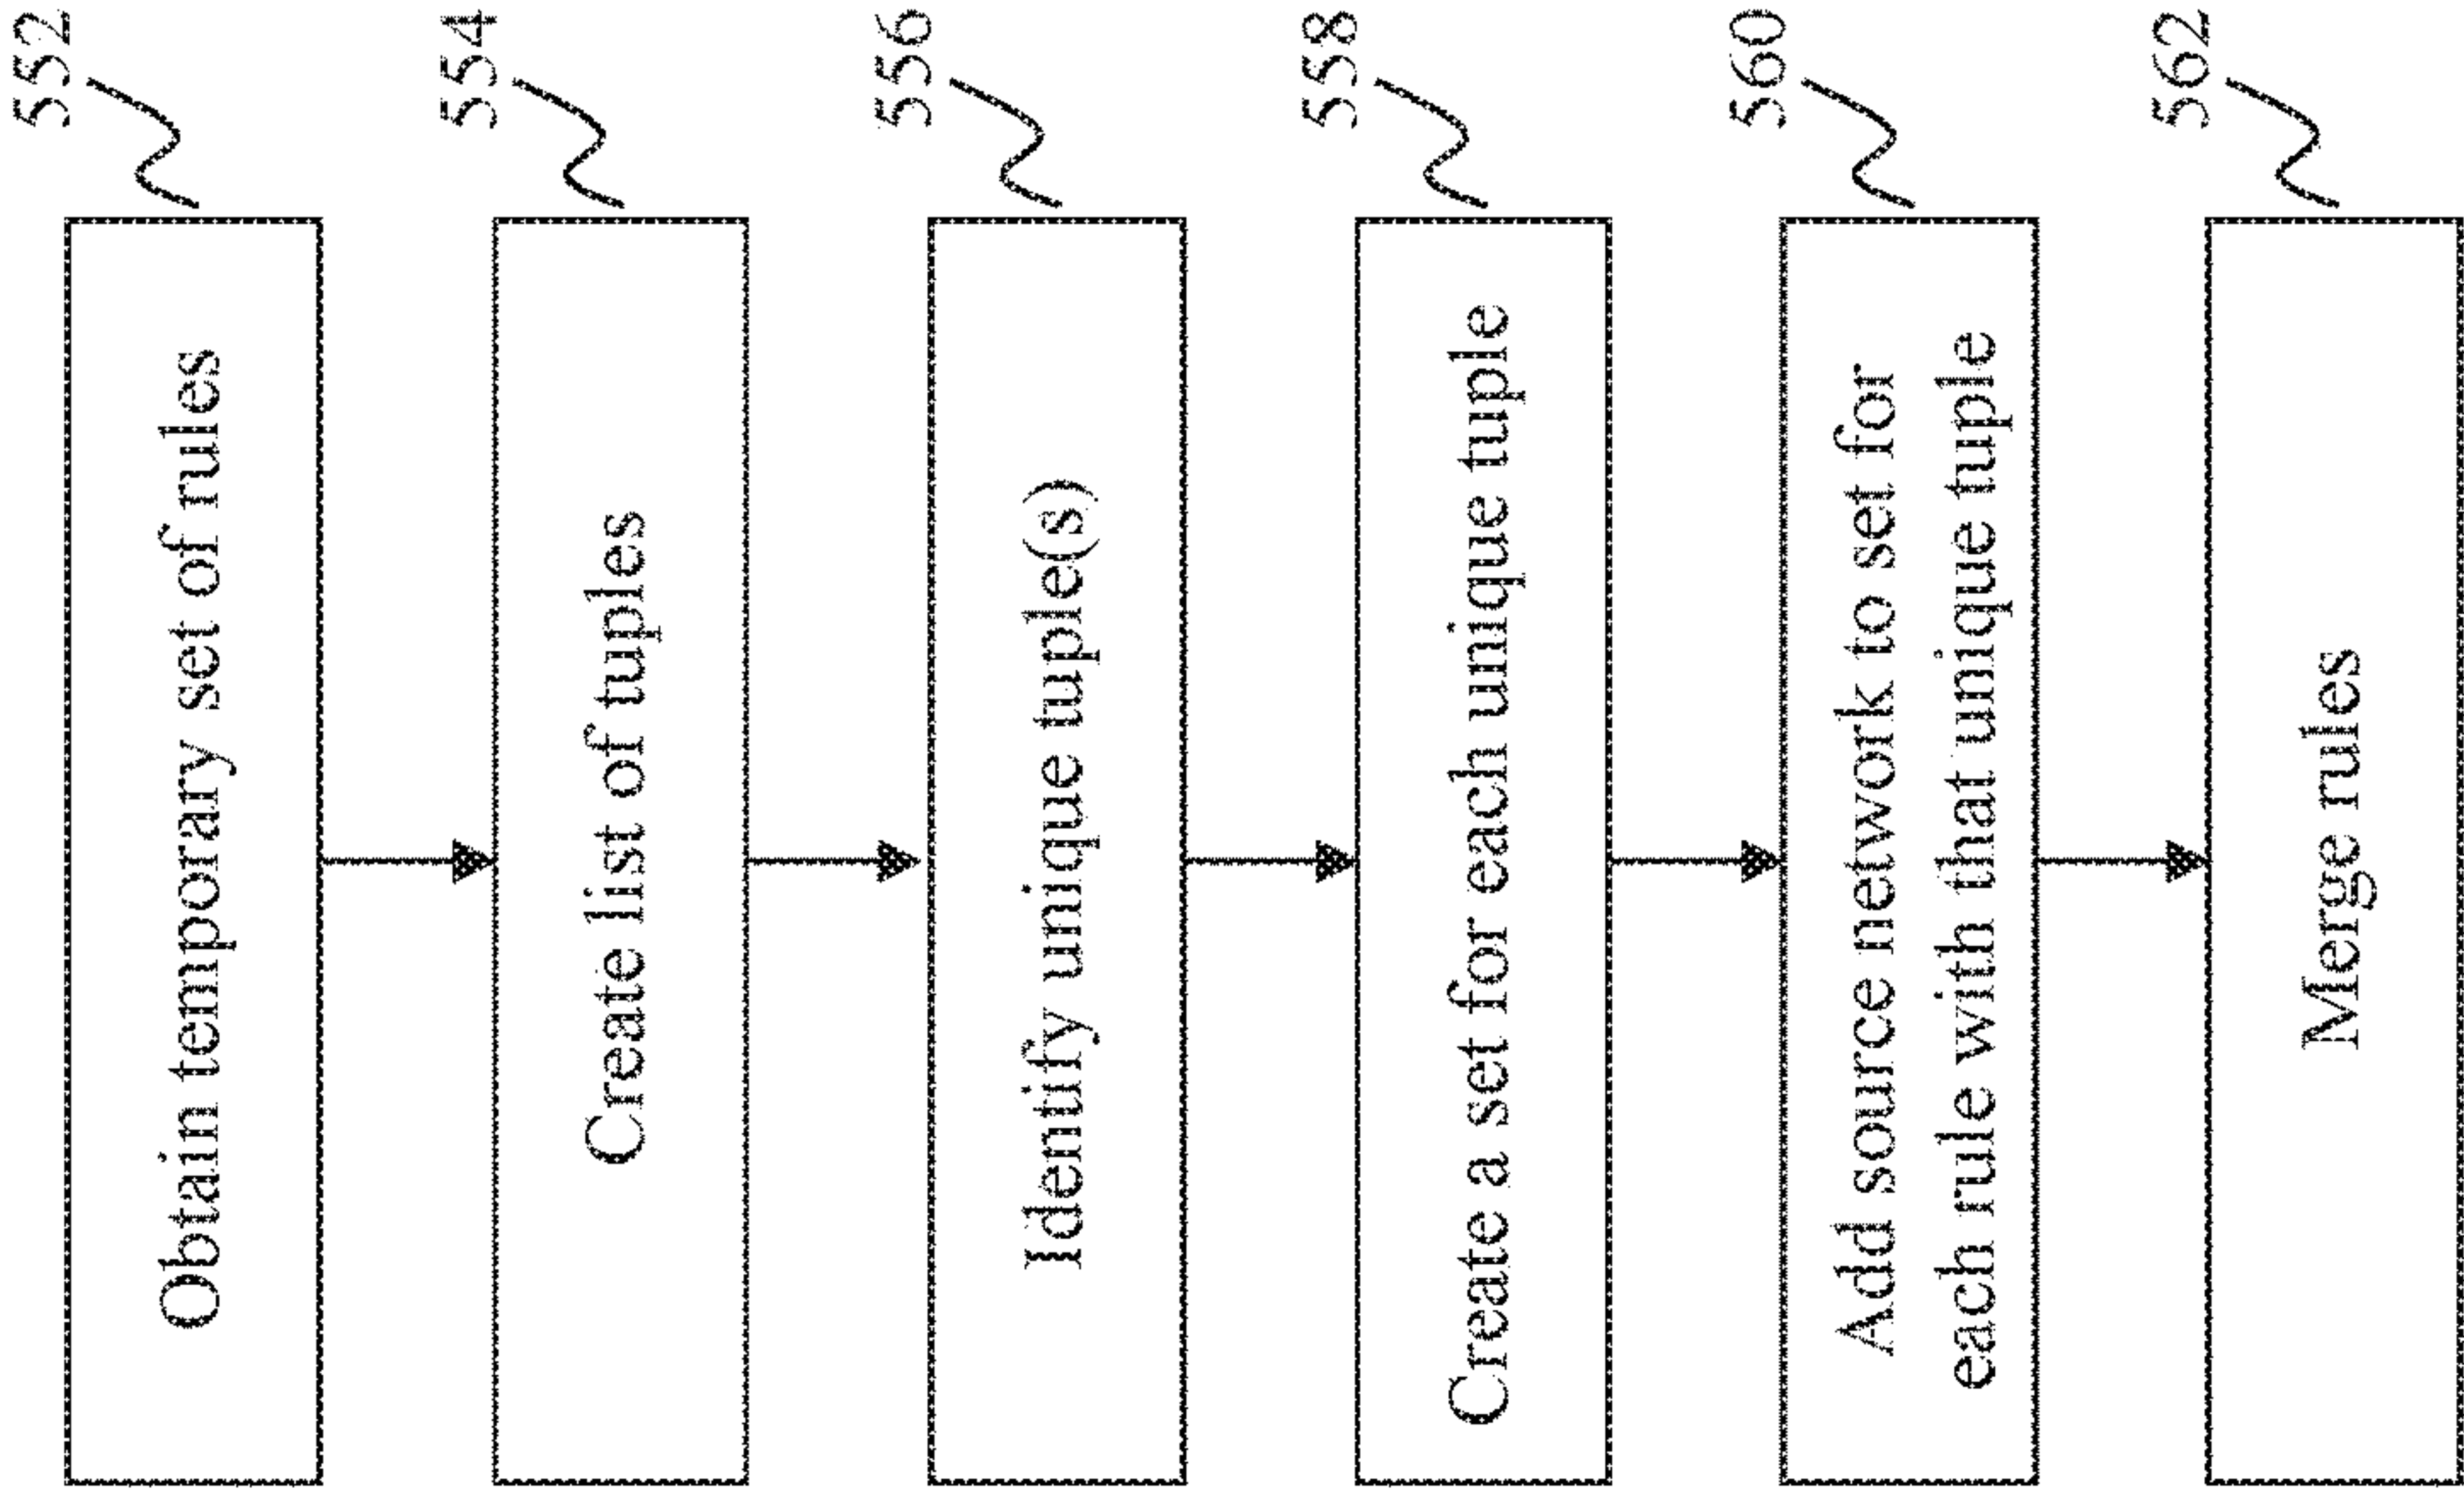 552
Obtain temporary set of rules
554
Create list of tuples
556
Identify unique tuple(s)
558
Create a set for each unique tuple
560
Add source network to set for
each rule with that unique tuple
562
Merge rules